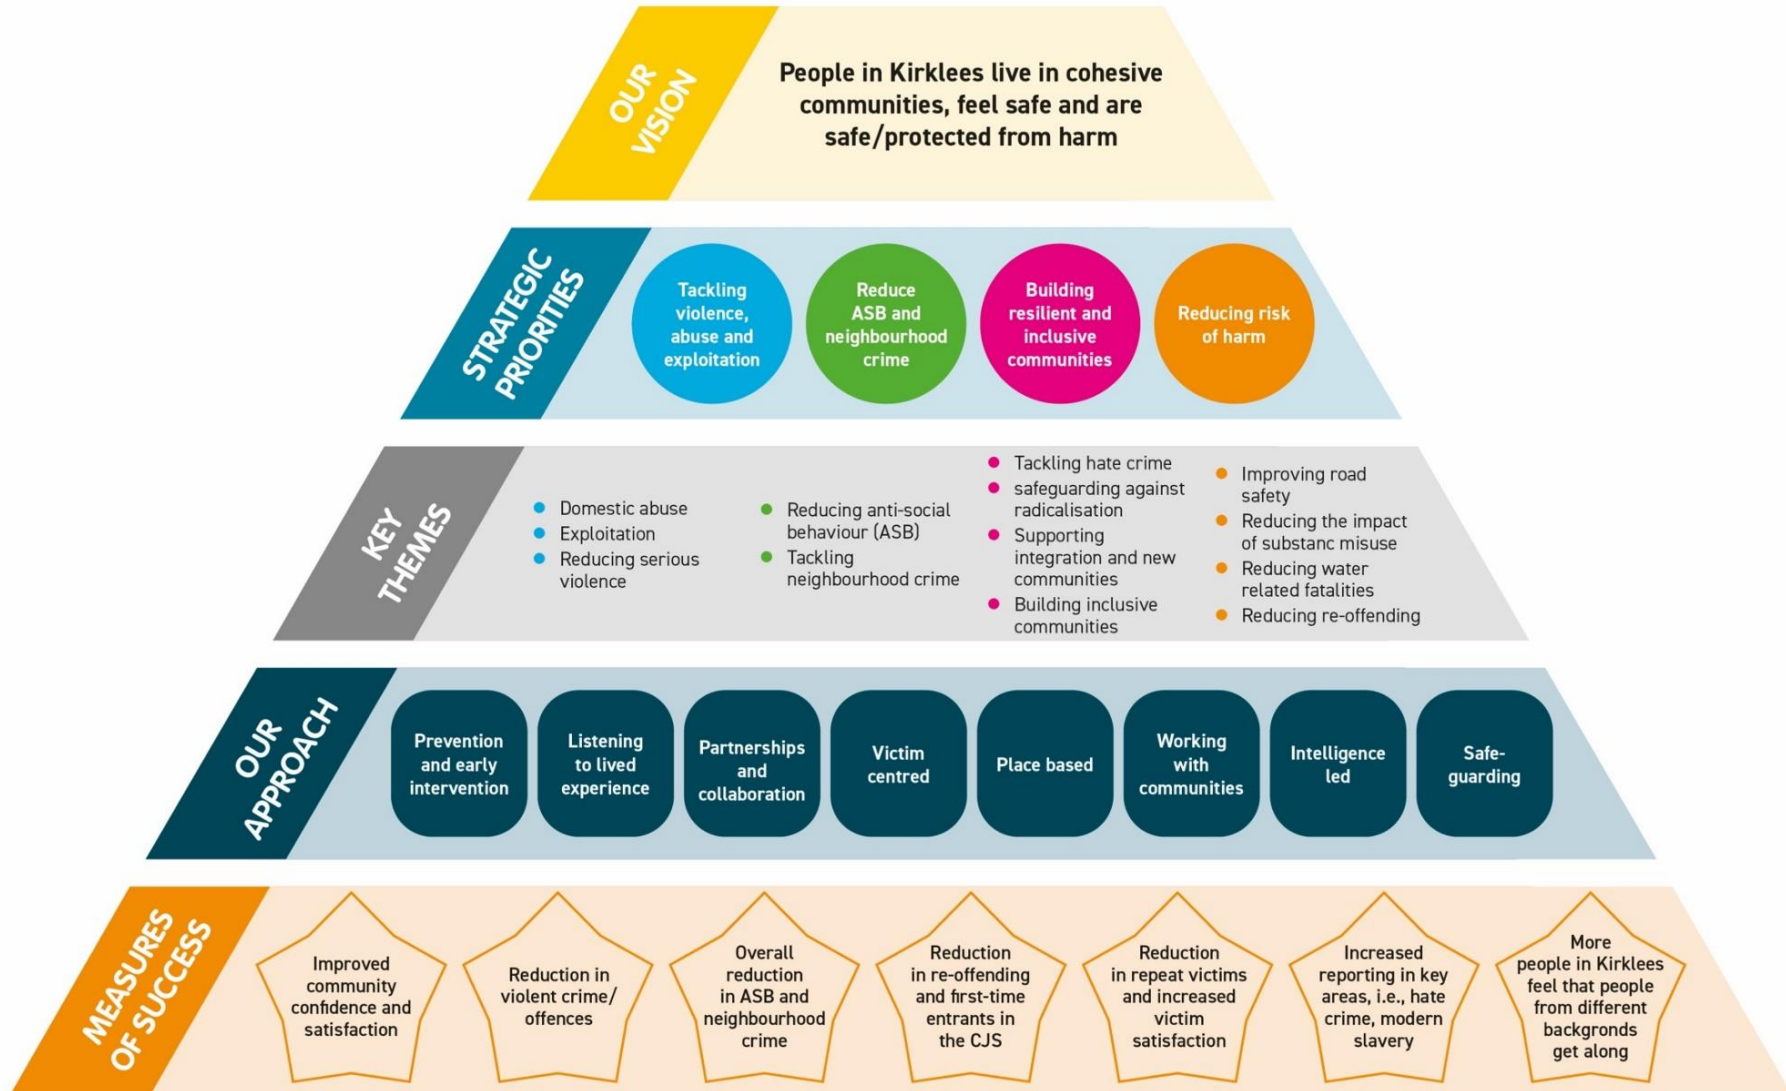 OUR
VISION
People in Kirklees live in cohesive
communities, feel safe and are
safe/protected from harm
STRATEGIC
PRIORITIES
Tackling
violence,
abuse and
exploitation
Reduce
ASB and
neighbourhood
crime
Building
resilient and
inclusive
communities
Reducing risk
of harm
KEY
THEMES
Domestic abuse
Exploitation
Reducing serious
violence
Reducing anti-social
behaviour (ASB)
Tackling
neighbourhood crime
Tackling hate crime
safeguarding against
radicalisation
Supporting
integration and new
communities
Building inclusive
communities
Improving road
safety
Reducing the impact
of substanc misuse
Reducing water
related fatalities
Reducing re-offending
OUR
APPROACH
Prevention
and early
intervention
Listening
to lived
experience
Partnerships
and
collaboration
Victim
centred
Place based
Working
with
communities
Intelligence
led
Safe-
guarding
MEASURES
OF SUCCESS
Improved
community
confidence and
satisfaction
Reduction in
violent crime/
offences
Overall
reduction
in ASB and
neighbourhood
crime
Reduction
in re-offending
and first-time
entrants in
the CJS
Reduction
in repeat victims
and increased
victim
satisfaction
Increased
reporting in key
areas, i.e., hate
crime, modern
slavery
More
people in Kirklees
feel that people
from different
backgronds
get along